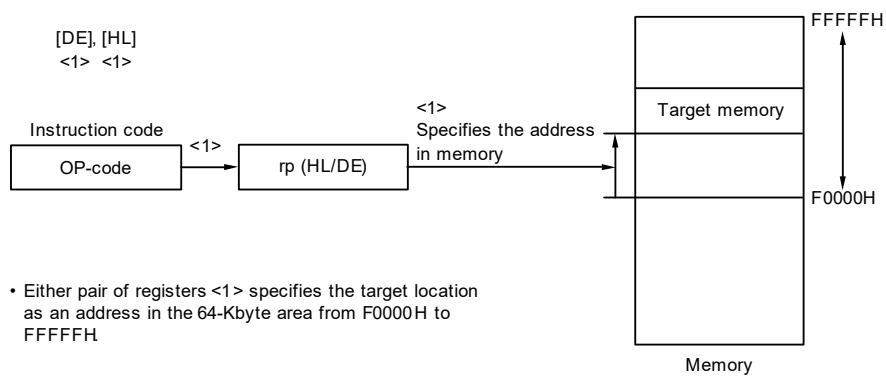 FFFFFH
[DE], [HL]
<1> <1>
<1>
Target memory
Specifies the address
in memory
Instruction code
<1>
OP-code
rp (HL/DE)
F0000H
• Either pair of registers <1> specifies the target location
as an address in the 64-Kbyte area from F0000H to
FFFFFH.
Memory